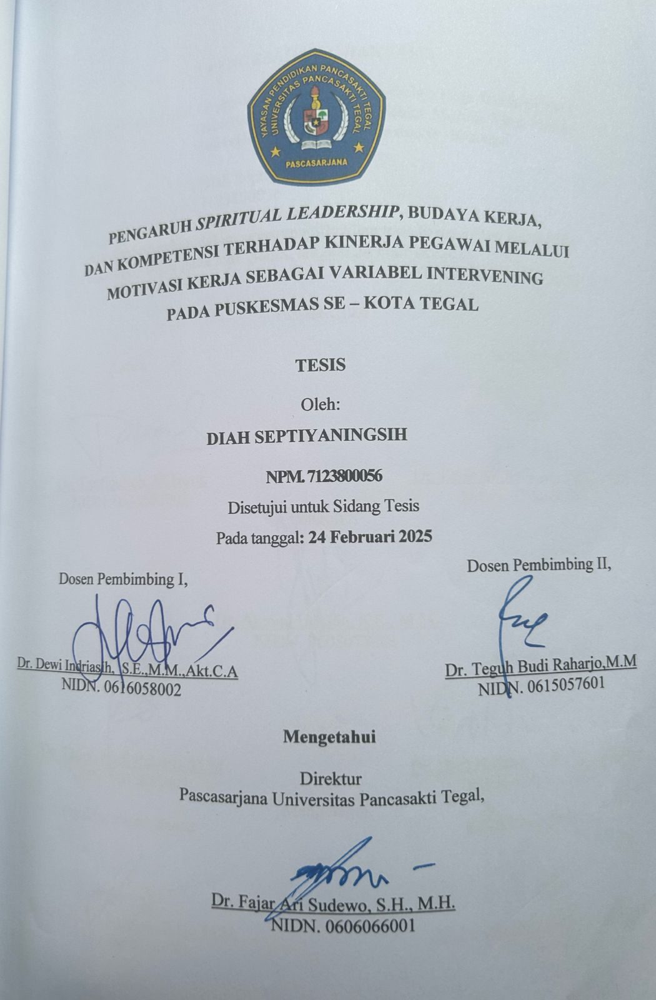 YAYASAN PENDIDIKAN PANCASAKTI TEGAL
UNIVERSITAS PANCASAKTI TEGAL
PASCASARJANA
PENGARUH SPIRITUAL LEADERSHIP, BUDAYA KERJA,
DAN KOMPETENSI TERHADAP KINERJA PEGAWAI MELALUI
MOTIVASI KERJA SEBAGAI VARIABEL INTERVENING
PADA PUSKESMAS SE – KOTA TEGAL
TESIS
Oleh:
DIAH SEPTIYANINGSIH
NPM. 7123800056
Disetujui untuk Sidang Tesis
Pada tanggal: 24 Februari 2025
Dosen Pembimbing I,
Dr. Dewi Indriasih, S.E.,M.M.,Akt.C.A
NIDN. 0616058002
Dosen Pembimbing II,
Dr. Teguh Budi Raharjo,M.M
NIDN. 0615057601
Mengetahui
Direktur
Pascasarjana Universitas Pancasakti Tegal,
Dr. Fajar Ari Sudewo, S.H., M.H.
NIDN. 0606066001